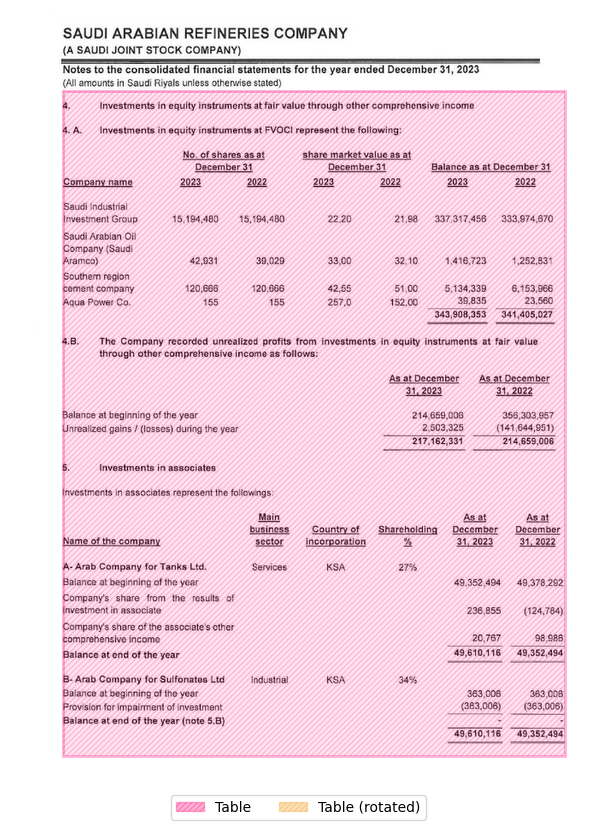 SAUDI ARABIAN REFINERIES COMPANY
(A SAUDI JOINT STOCK COMPANY)
Notes to the consolidated financial statements for the year ended December 31, 2023
(All amounts in Saudi Riyals unless otherwise stated)
4. Investments in equity instruments at fair value through other comprehensive income
4. A. Investments in equity instruments at FVOCI represent the following:
No. of shares as at share market value as at
December 31 December 31 Balance as at December 31
Company name 2023 2022 2023 2022 2023 2022
Saudi Industrial
Investment Group 15,194,480 15,194,480 22.20 21,98 337,317,456 333,974,670
Saudi Arabian Oil
Company (Saudi
Aramco) 42,931 39,029 33,00 32,10 1,416,723 1,252,831
Southern region
cement company 120,666 120,666 42,55 51,00 5,134,339 6,153,966
Aqua Power Co. 155 155 257,0 152,00 39,835 23,560
343,908,353 341,405,027
4.B. The Company recorded unrealized profits from investments in equity instruments at fair value
through other comprehensive income as follows:
As at December As at December
31, 2023 31, 2022
Balance at beginning of the year 214,659,006 356,303,957
Unrealized gains / (losses) during the year 2,503,325 (141,644,951)
217,162,331 214,659,006
5. Investments in associates
Investments in associates represent the followings:
Main As at As at
business Country of Shareholding December December
Name of the company sector incorporation % 31, 2023 31, 2022
A- Arab Company for Tanks Ltd. Services KSA 27%
Balance at beginning of the year 49,352,494 49,378,292
Company's share from the results of
investment in associate 236,855 (124,784)
Company's share of the associate's other
comprehensive income 20,767 98,986
Balance at end of the year 49,610,116 49,352,494
B- Arab Company for Sulfonates Ltd Industrial KSA 34%
Balance at beginning of the year 363,006 363,006
Provision for impairment of investment (363,006) (363,006)
Balance at end of the year (note 5.B) - -
49,610,116 49,352,494
Table Table (rotated)